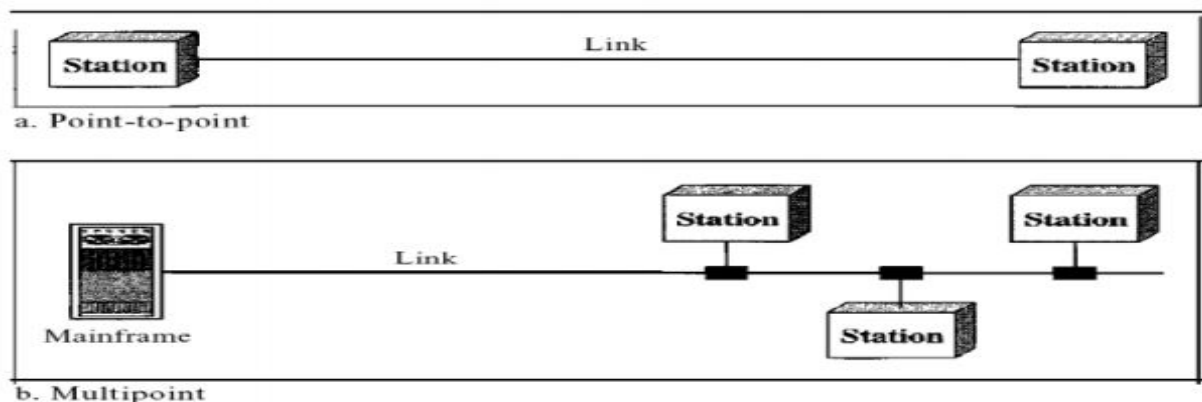 Link
Station
Station
a. Point-to-point
Station
Station
Link
Station
Mainframe
b. Multipoint